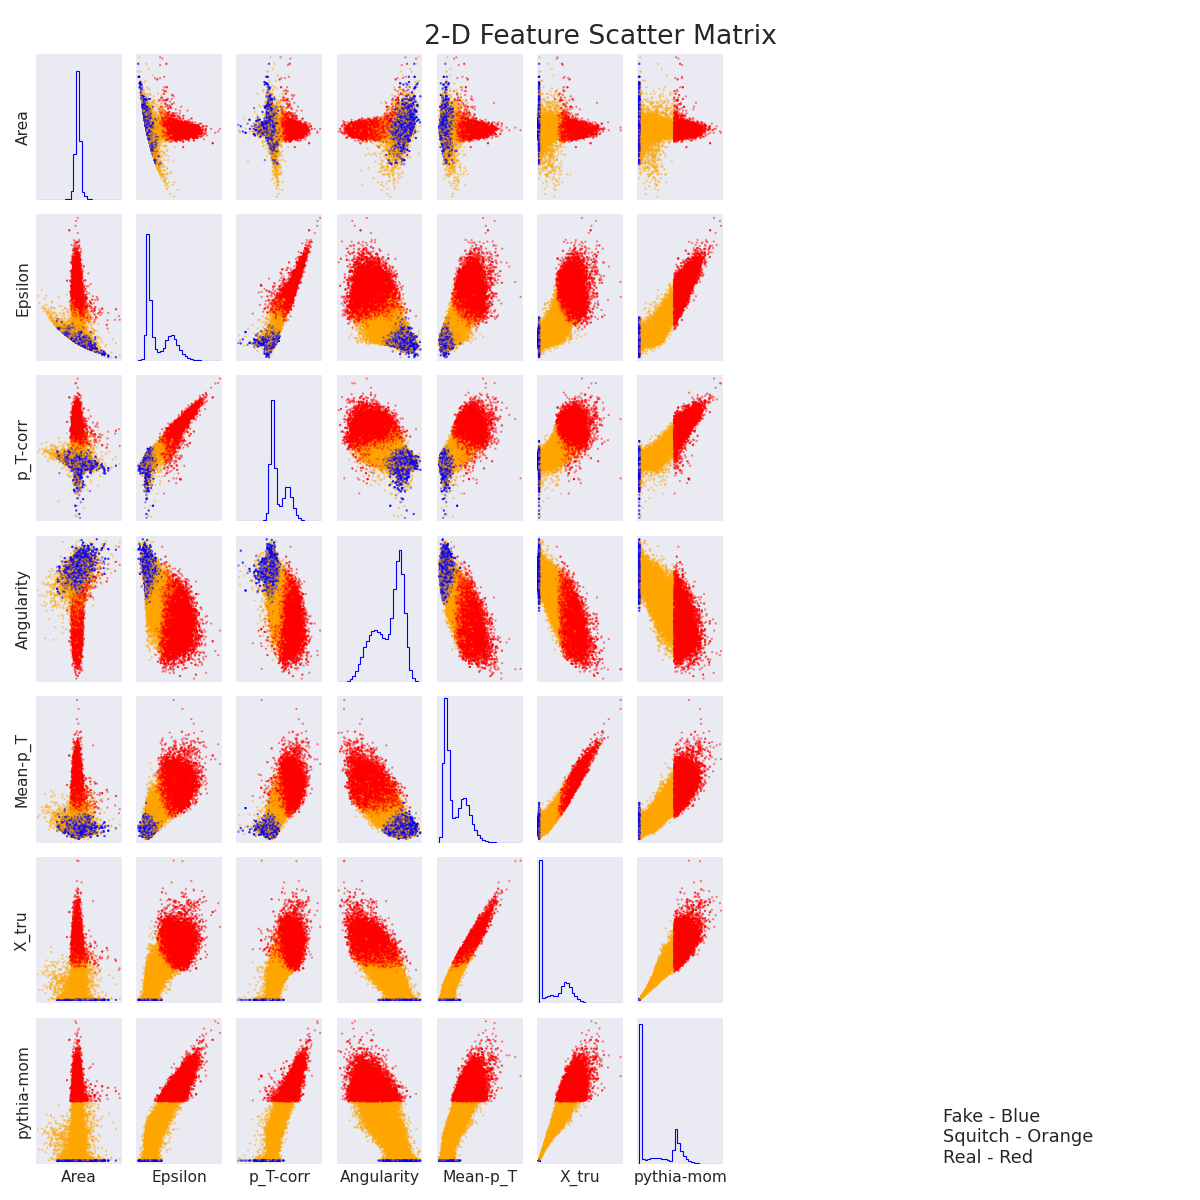 2-D Feature Scatter Matrix
Area
Epsilon
p_T-corr
Angularity
Mean-p_T
X_tru
pythia-mom
Area
Epsilon
p_T-corr
Angularity
Mean-p_T
X_tru
pythia-mom
Fake - Blue
Squitch - Orange
Real - Red